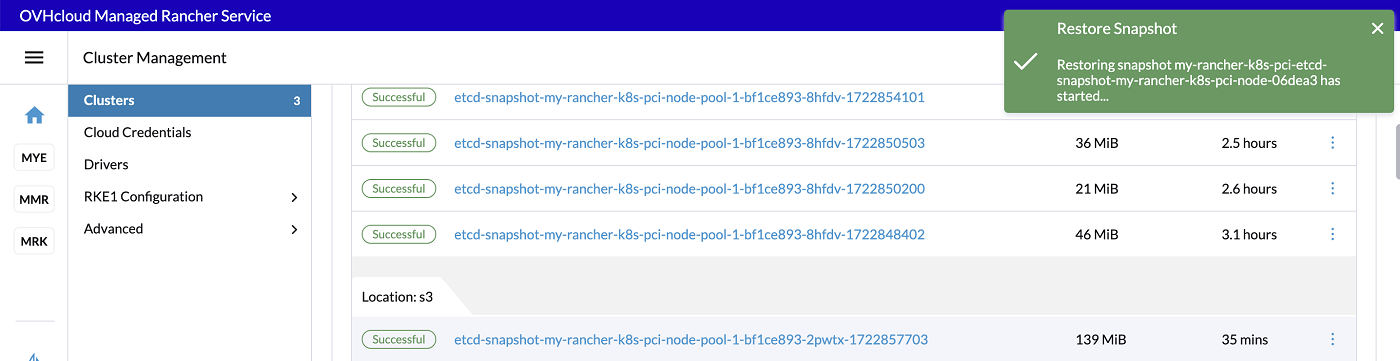 OVHcloud Managed Rancher Service
Restore Snapshot
Restoring snapshot my-rancher-k8s-pci-etcd-
snapshot-my-rancher-k8s-pci-node-06dea3 has
started...
Cluster Management
Clusters 3
Cloud Credentials
Drivers
RKE1 Configuration
Advanced
MYE
MMR
MRK
Successful etcd-snapshot-my-rancher-k8s-pci-node-pool-1-bf1ce893-8hfdv-1722854101
Successful etcd-snapshot-my-rancher-k8s-pci-node-pool-1-bf1ce893-8hfdv-1722850503 36 MiB 2.5 hours
Successful etcd-snapshot-my-rancher-k8s-pci-node-pool-1-bf1ce893-8hfdv-1722850200 21 MiB 2.6 hours
Successful etcd-snapshot-my-rancher-k8s-pci-node-pool-1-bf1ce893-8hfdv-1722848402 46 MiB 3.1 hours
Location: s3
Successful etcd-snapshot-my-rancher-k8s-pci-node-pool-1-bf1ce893-2pwtx-1722857703 139 MiB 35 mins